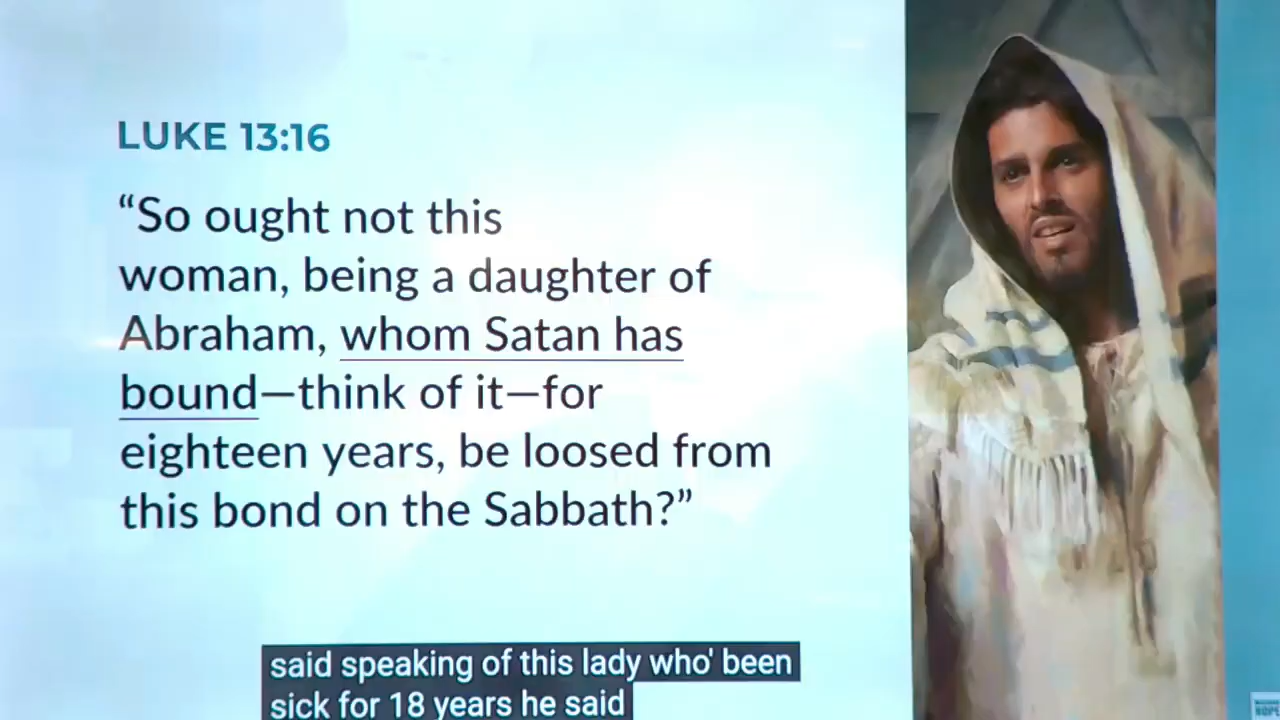 LUKE 13:16
“So ought not this
woman, being a daughter of
Abraham, whom Satan has
bound—think of it—for
eighteen years, be loosed from
this bond on the Sabbath?”
said speaking of this lady who' been
sick for 18 years he said
HOPE